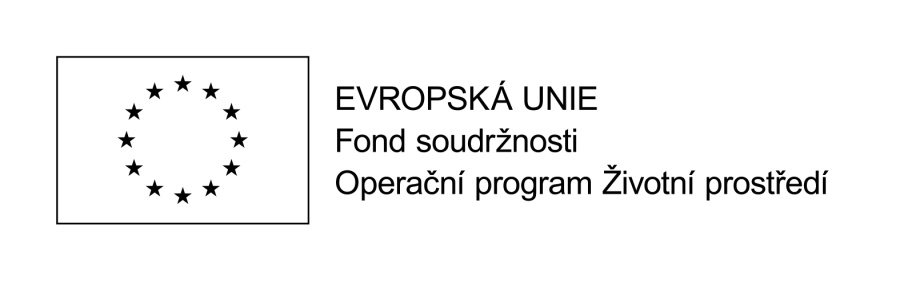 EVROPSKÁ UNIE
Fond soudržnosti
Operační program Životní prostředí